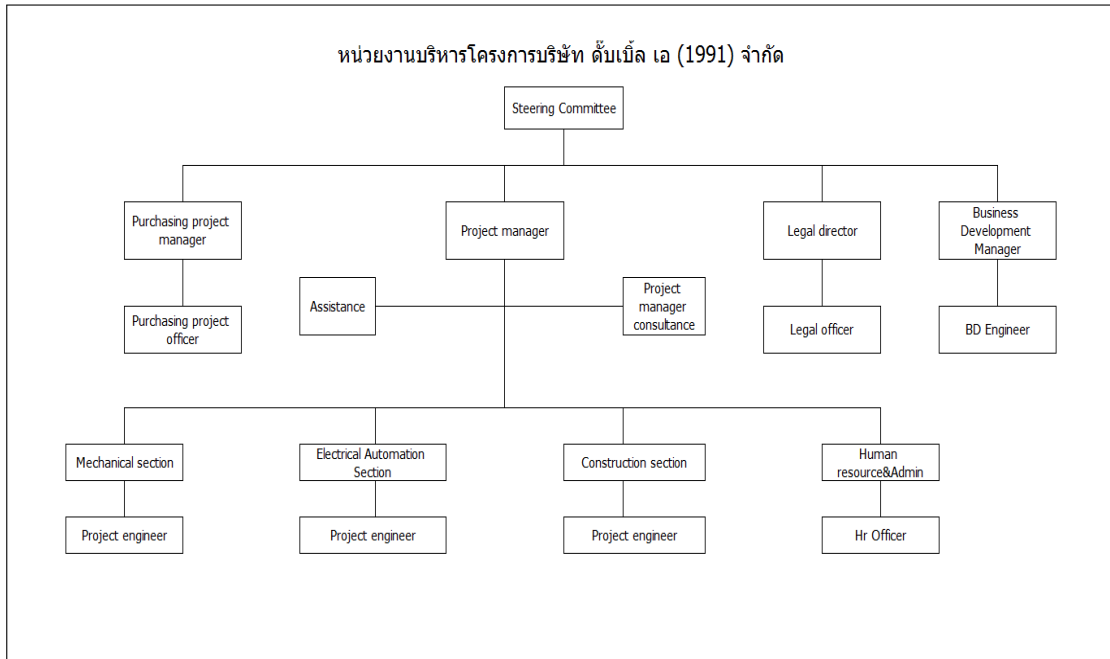 หน่วยงานบริหารโครงการบริษัท ดั๊บเบิ้ล เอ (1991) จำกัด
Steering Committee
Purchasing project
manager
Project manager
Legal director
Business
Development
Manager
Assistance
Project
manager
consultance
Purchasing project
officer
Legal officer
BD Engineer
Mechanical section
Electrical Automation
Section
Construction section
Human
resource&Admin
Project engineer
Project engineer
Project engineer
Hr Officer